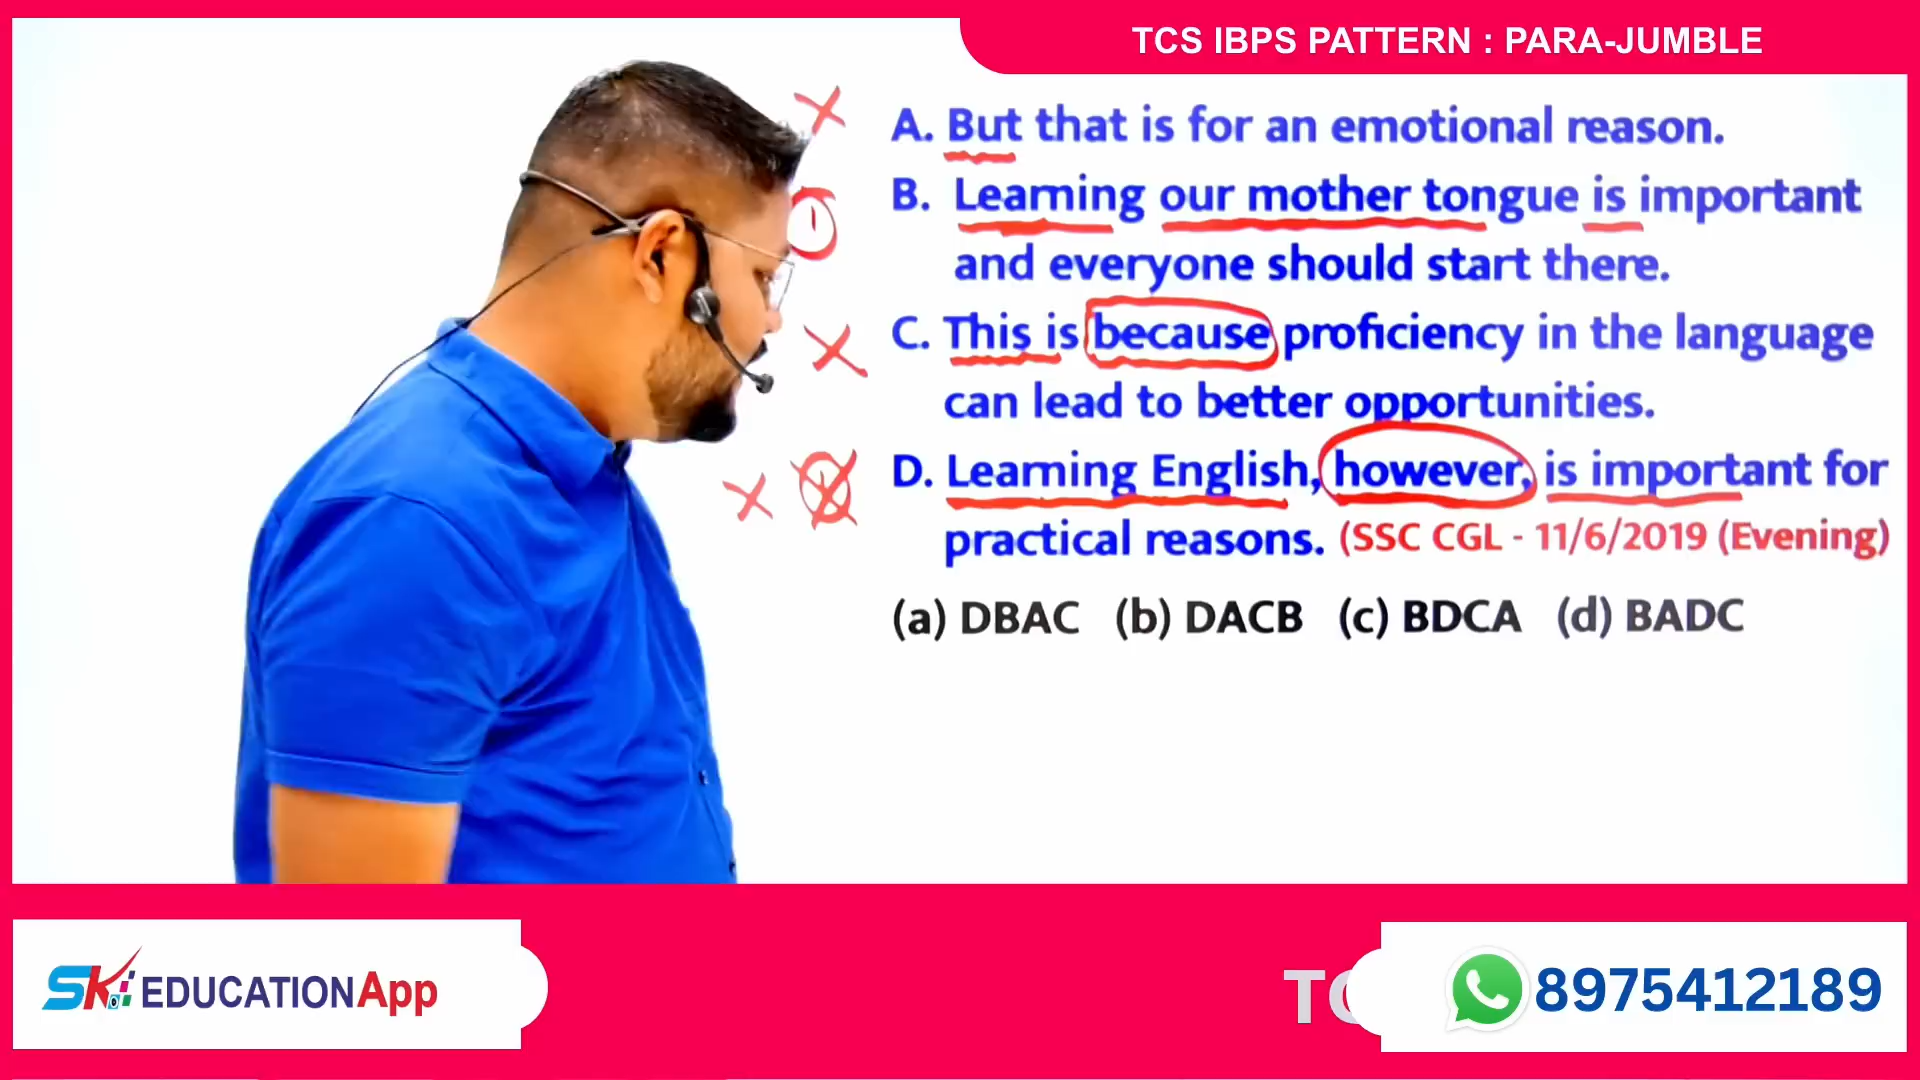 TCS IBPS PATTERN : PARA-JUMBLE
A. But that is for an emotional reason.
B. Learning our mother tongue is important
and everyone should start there.
C. This is because proficiency in the language
can lead to better opportunities.
D. Learning English, however, is important for
practical reasons. (SSC CGL - 11/6/2019 (Evening)
(a) DBAC (b) DACB (c) BDCA (d) BADC
SK EDUCATION App
8975412189